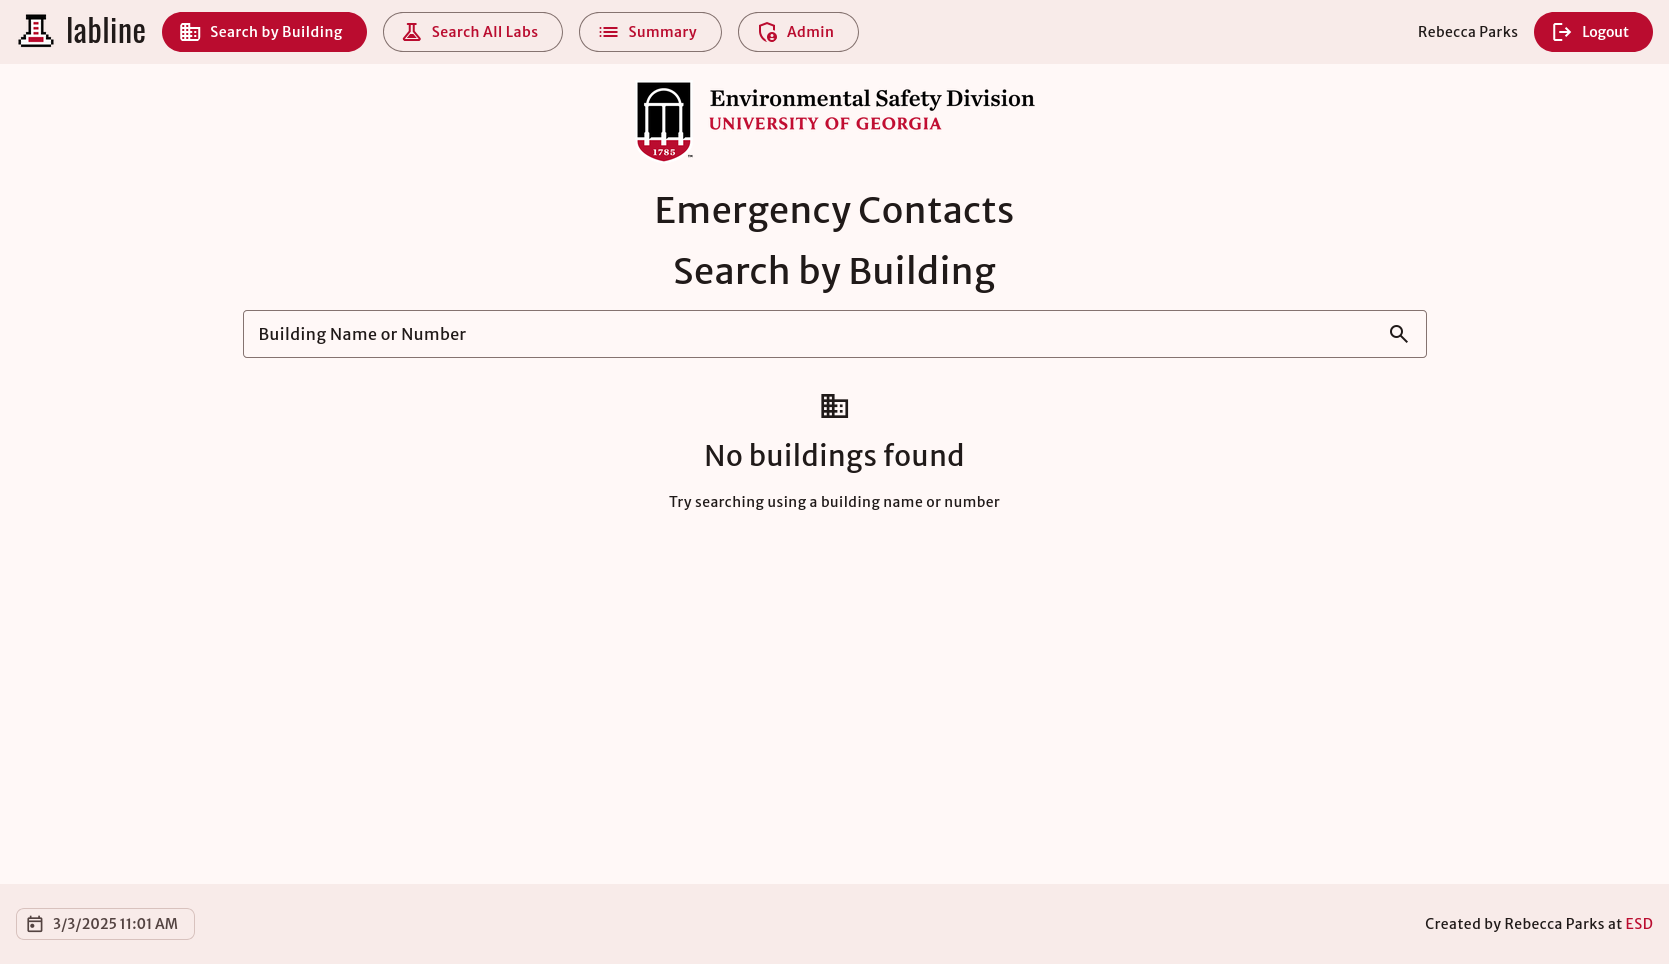 labline
Search by Building
Search All Labs
Summary
Admin
Rebecca Parks
Logout
Environmental Safety Division
UNIVERSITY OF GEORGIA
1785
™
Emergency Contacts
Search by Building
Building Name or Number
No buildings found
Try searching using a building name or number
3/3/2025 11:01 AM
Created by Rebecca Parks at ESD